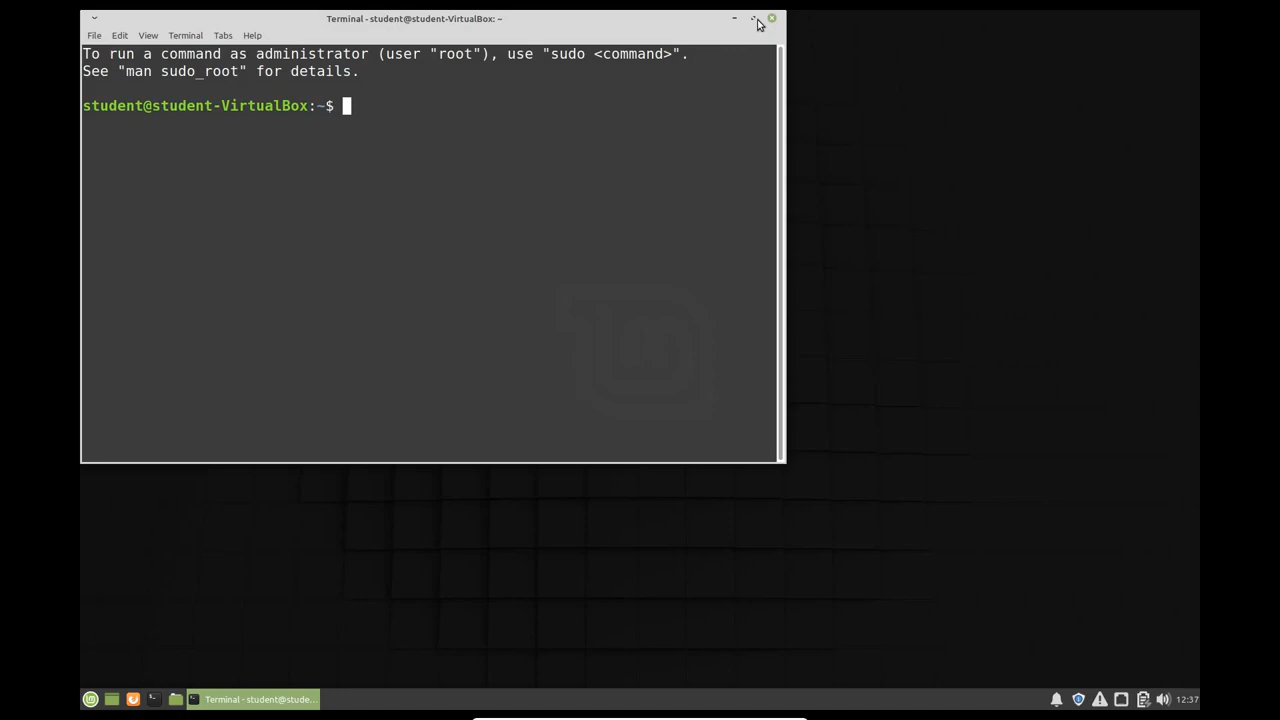 Terminal - student@student-VirtualBox: ~
File Edit View Terminal Tabs Help
To run a command as administrator (user "root"), use "sudo <command>".
See "man sudo_root" for details.
student@student-VirtualBox:~$
Terminal - student@stude...
12:37